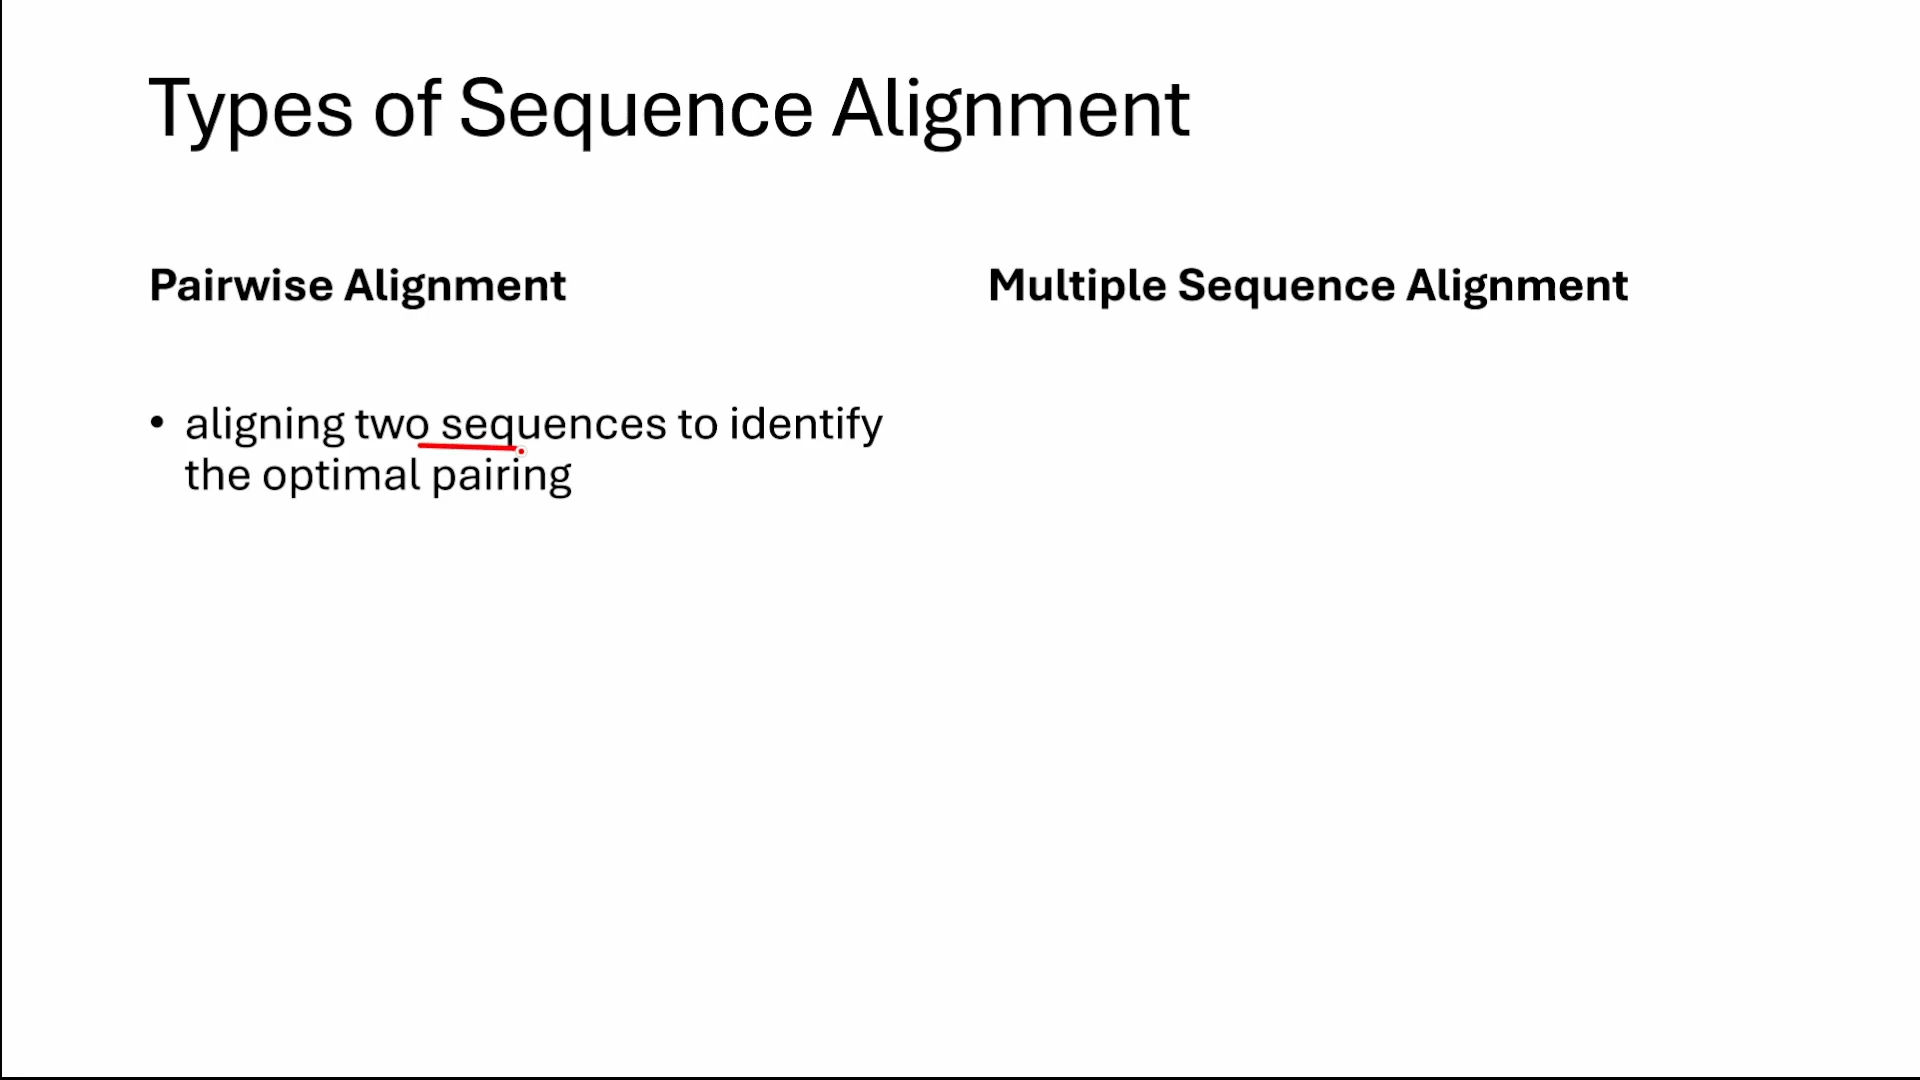 Types of Sequence Alignment
Pairwise Alignment
Multiple Sequence Alignment
• aligning two sequences to identify
the optimal pairing